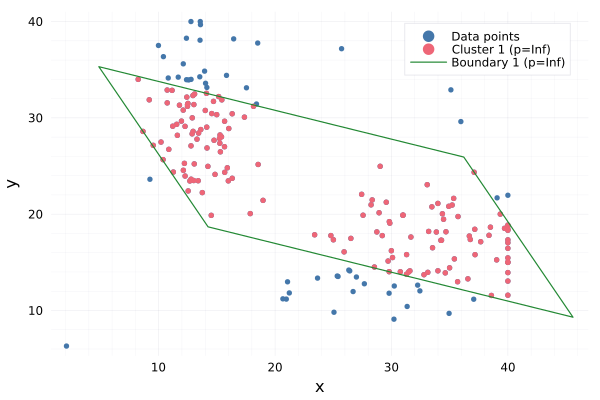 40
Data points
Cluster 1 (p=Inf)
Boundary 1 (p=Inf)
30
y
20
10
10 20 30 40
x